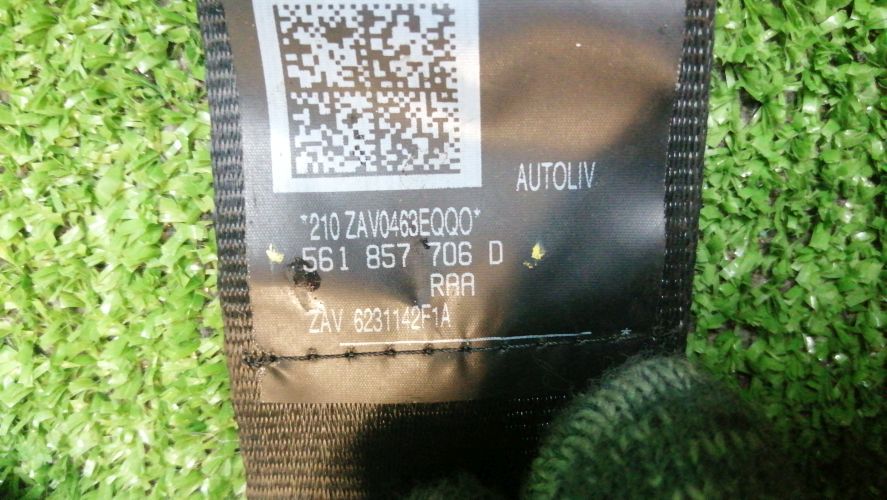 AUTOLIV
*210 ZAV0463EQQO*
561 857 706 D
RAA
ZAV 6231142F1A
*